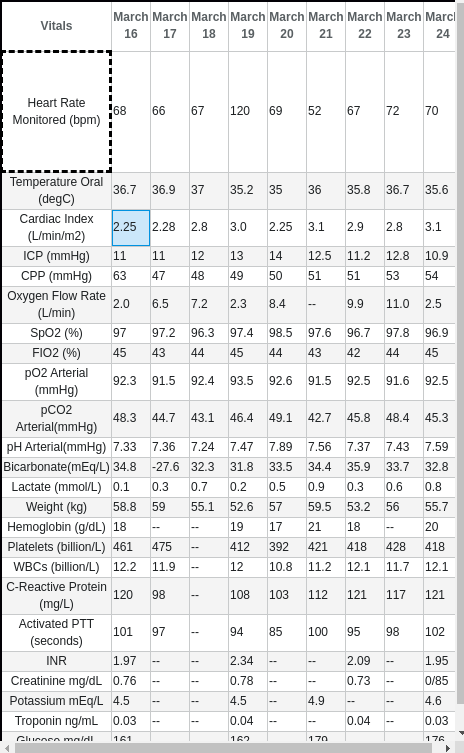 Vitals March 16 March 17 March 18 March 19 March 20 March 21 March 22 March 23 March 24
Heart Rate Monitored (bpm) 68 66 67 120 69 52 67 72 70
Temperature Oral (degC) 36.7 36.9 37 35.2 35 36 35.8 36.7 35.6
Cardiac Index (L/min/m2) 2.25 2.28 2.8 3.0 2.25 3.1 2.9 2.8 3.1
ICP (mmHg) 11 11 12 13 14 12.5 11.2 12.8 10.9
CPP (mmHg) 63 47 48 49 50 51 51 53 54
Oxygen Flow Rate (L/min) 2.0 6.5 7.2 2.3 8.4 -- 9.9 11.0 2.5
SpO2 (%) 97 97.2 96.3 97.4 98.5 97.6 96.7 97.8 96.9
FIO2 (%) 45 43 44 45 44 43 42 44 45
pO2 Arterial (mmHg) 92.3 91.5 92.4 93.5 92.6 91.5 92.5 91.6 92.5
pCO2 Arterial(mmHg) 48.3 44.7 43.1 46.4 49.1 42.7 45.8 48.4 45.3
pH Arterial(mmHg) 7.33 7.36 7.24 7.47 7.89 7.56 7.37 7.43 7.59
Bicarbonate(mEq/L) 34.8 -27.6 32.3 31.8 33.5 34.4 35.9 33.7 32.8
Lactate (mmol/L) 0.1 0.3 0.7 0.2 0.5 0.9 0.3 0.6 0.8
Weight (kg) 58.8 59 55.1 52.6 57 59.5 53.2 56 55.7
Hemoglobin (g/dL) 18 -- -- 19 17 21 18 -- 20
Platelets (billion/L) 461 475 -- 412 392 421 418 428 418
WBCs (billion/L) 12.2 11.9 -- 12 10.8 11.2 12.1 11.7 12.1
C-Reactive Protein (mg/L) 120 98 -- 108 103 112 121 117 121
Activated PTT (seconds) 101 97 -- 94 85 100 95 98 102
INR 1.97 -- -- 2.34 -- -- 2.09 -- 1.95
Creatinine mg/dL 0.76 -- -- 0.78 -- -- 0.73 -- 0/85
Potassium mEq/L 4.5 -- -- 4.5 -- 4.9 -- -- 4.6
Troponin ng/mL 0.03 -- -- 0.04 -- -- 0.04 -- 0.03
Glucose mg/dL 161 -- -- 162 -- 179 -- -- 176